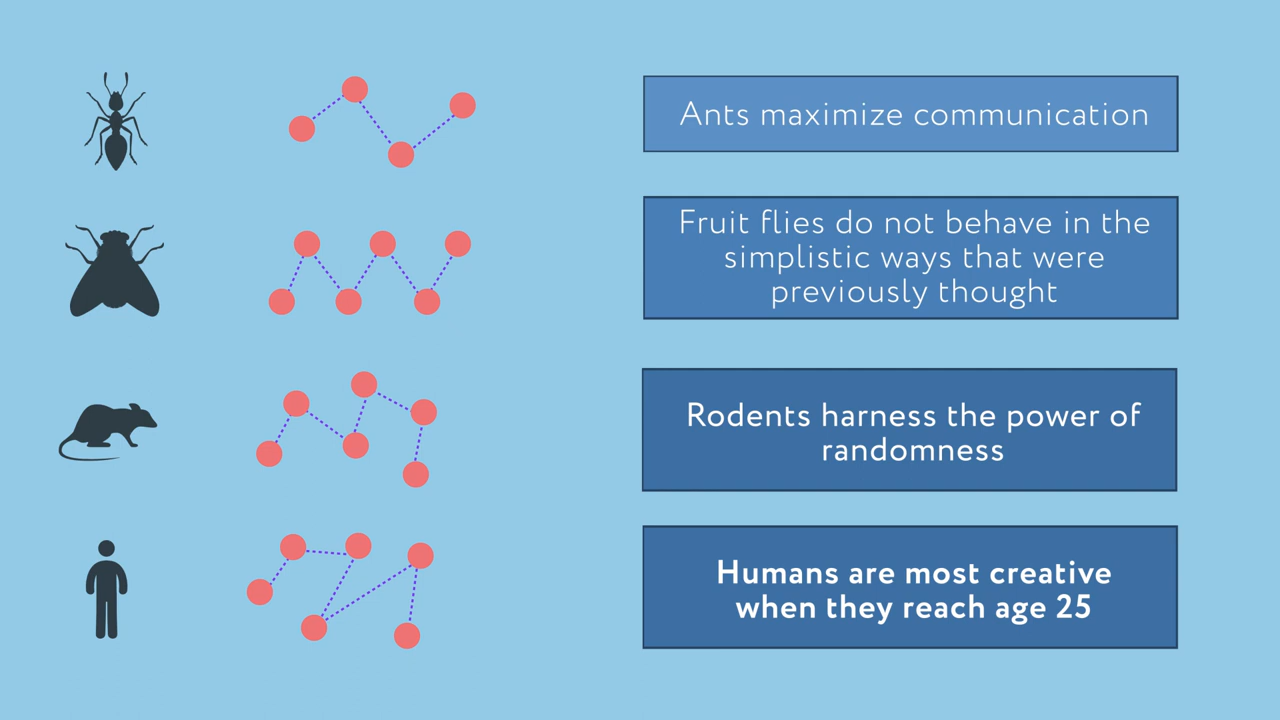 Ants maximize communication
Fruit flies do not behave in the
simplistic ways that were
previously thought
Rodents harness the power of
randomness
Humans are most creative
when they reach age 25